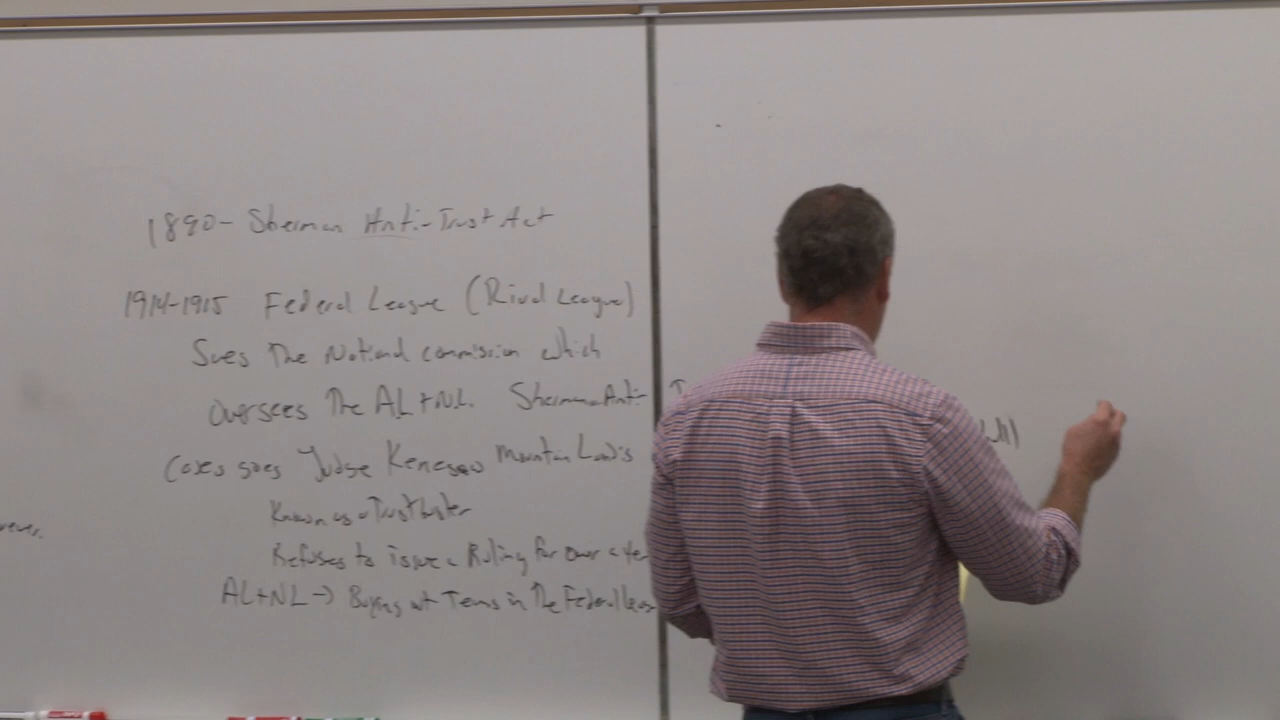 1890- Sherman Anti-Trust Act
1914-1915 Federal League (Rival League)
Sues The National commission which
oversees The AL+NL. Sherman Anti- T
Cases goes Judge Kenesaw Mountain Landis
Known as a Trustbuster
Refuses to issue a Ruling for over a
AL+NL → Buying out Teams in The Federal